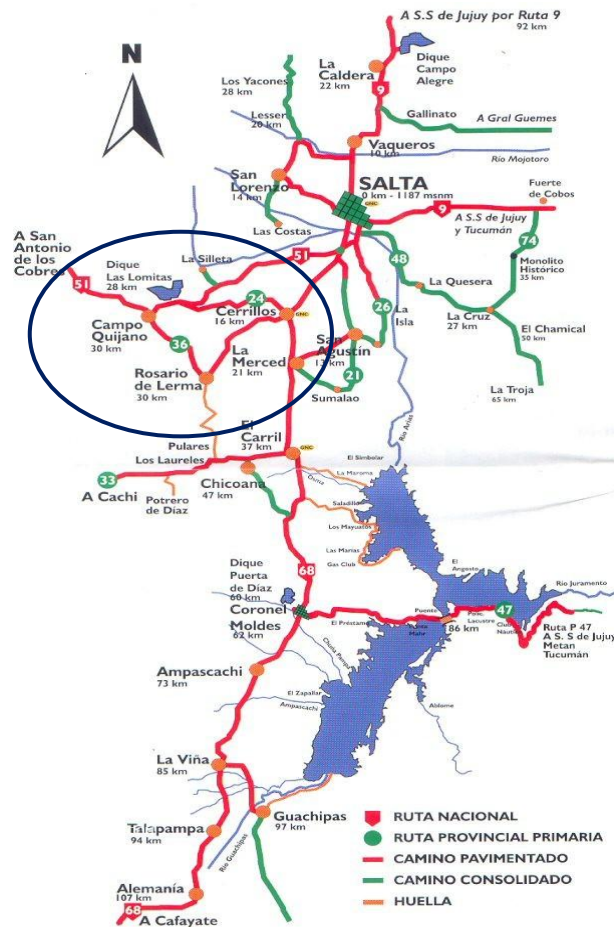 A S.S de Jujuy por Ruta 9
92 km
N
La
Caldera
22 km
Dique
Campo
Alegre
Los Yacones
28 km
9
Lesser
20 km
Gallinato
A Gral Guemes
Vaqueros
10 km
Río Mojotoro
San
Lorenzo
14 km
SALTA
0 km - 1187 msnm
GNC
Fuerte
de Cobos
9
A S.S de Jujuy
y Tucumán
Las Costas
A San
Antonio
de los
Cobres
51
Dique
Las Lomitas
28 km
La Silleta
51
48
74
Monolito
Histórico
35 km
La Quesera
24
Cerrillos
16 km
GNC
26
La
Isla
La Cruz
27 km
Campo
Quijano
30 km
36
El Chamical
50 km
San
Agustín
13 km
La
Merced
21 km
Rosario
de Lerma
30 km
21
Sumalao
La Troja
65 km
Río Arias
El Carril
37 km
GNC
Pulares
Los Laureles
33
A Cachi
Potrero
de Díaz
Chicoana
47 km
El Simbolar
La Maroma
Saladillo
Los Mayuatos
Las Marías
Gas Club
68
El
Angosto
Río Juramento
Dique
Puerta
de Díaz
60 km
Coronel
Moldes
62 km
El Préstamo
Puente
86 km
47
Club
Ruta P 47
A S. S de Jujuy
Metan
Tucumán
Ampascachi
73 km
El Zapallar
Ampascachi
La Viña
85 km
Guachipas
97 km
Talapampa
94 km
Río Guachipas
Alemanía
107 km
68
A Cafayate
RUTA NACIONAL
RUTA PROVINCIAL PRIMARIA
CAMINO PAVIMENTADO
CAMINO CONSOLIDADO
HUELLA